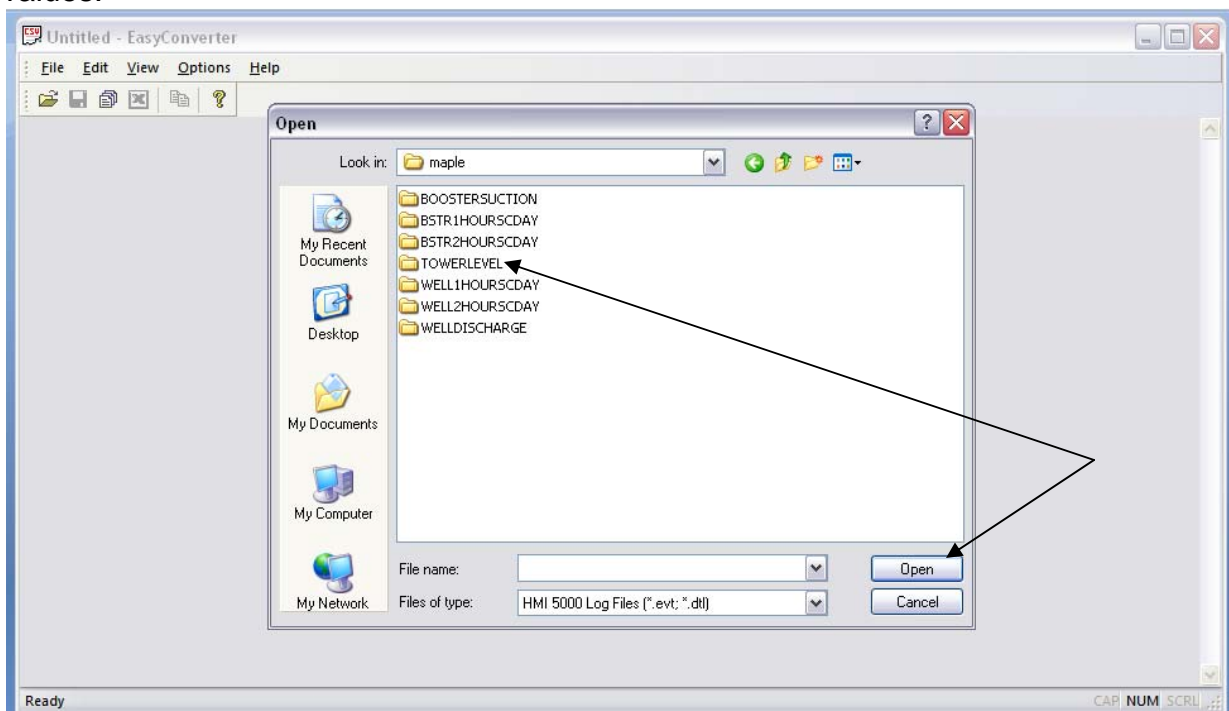 Untitled - EasyConverter
File Edit View Options Help
Open
Look in: maple
BOOSTERSUCTION
BSTR1HOURSCDAY
BSTR2HOURSCDAY
TOWERLEVEL
WELL1HOURSCDAY
WELL2HOURSCDAY
WELLDISCHARGE
My Recent
Documents
Desktop
My Documents
My Computer
My Network
File name:
Open
Files of type: HMI 5000 Log Files (*.evt; *.dtl)
Cancel
Ready
CAP NUM SCRL